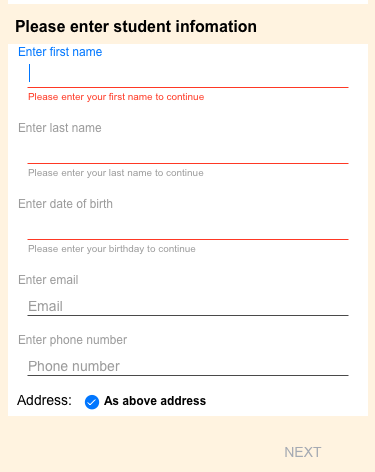 Please enter student infomation
Enter first name
Please enter your first name to continue
Enter last name
Please enter your last name to continue
Enter date of birth
Please enter your birthday to continue
Enter email
Email
Enter phone number
Phone number
Address: As above address
NEXT